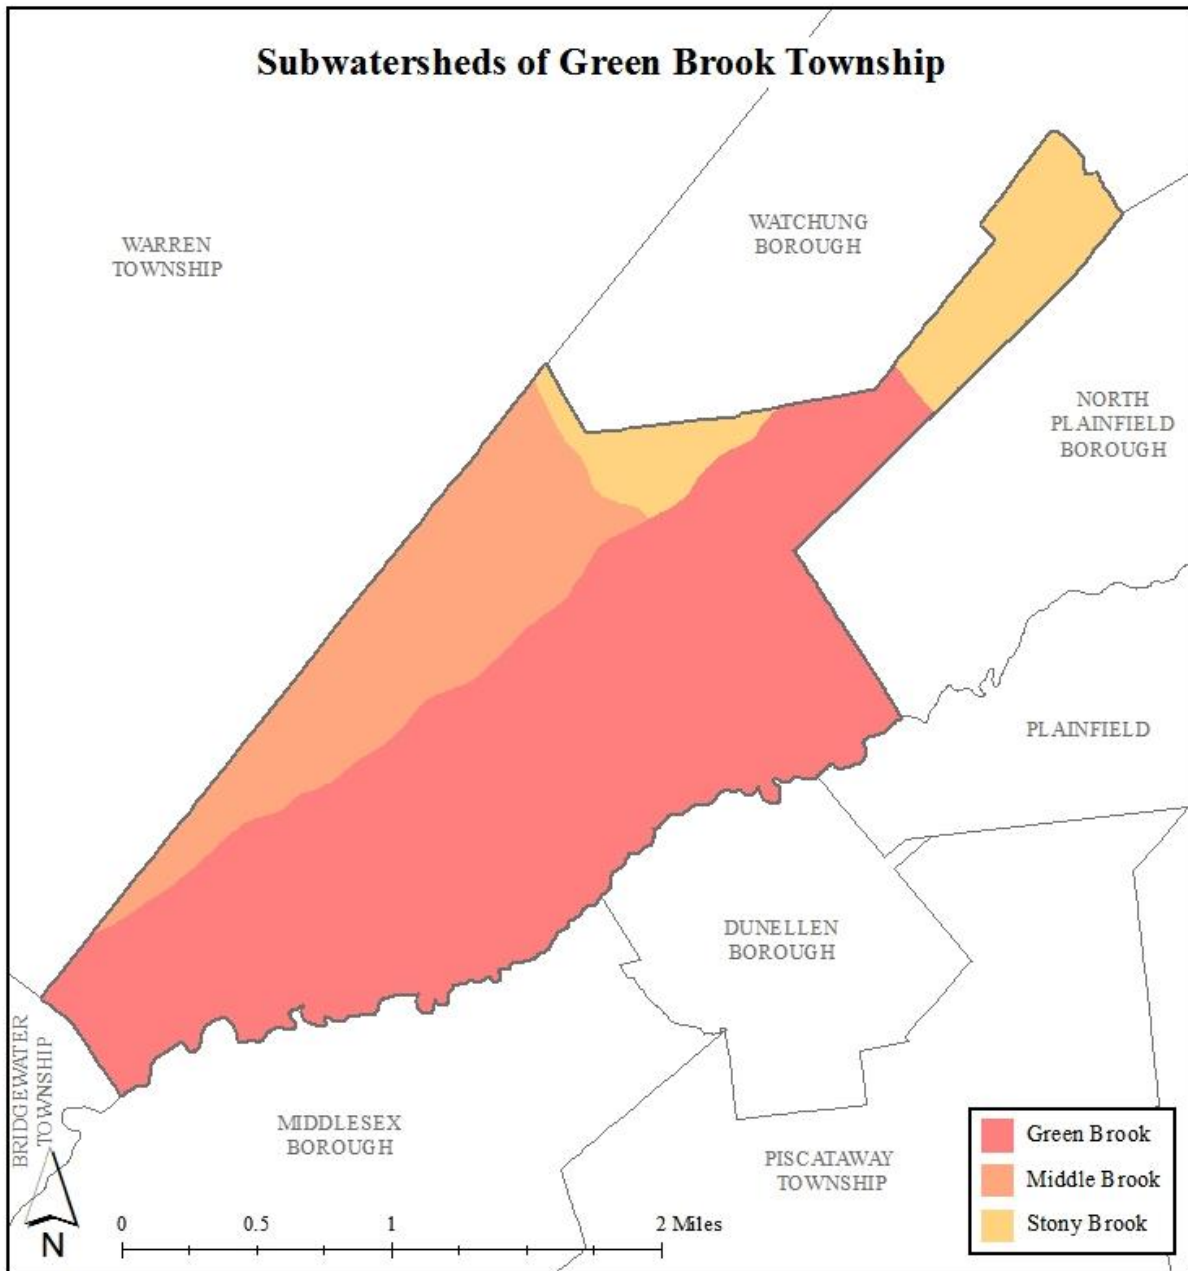 Subwatersheds of Green Brook Township
WARREN
TOWNSHIP
WATCHUNG
BOROUGH
NORTH
PLAINFIELD
BOROUGH
PLAINFIELD
DUNELLEN
BOROUGH
BRIDGEWATER
TOWNSHIP
MIDDLESEX
BOROUGH
PISCATAWAY
TOWNSHIP
Green Brook
Middle Brook
Stony Brook
N
0 0.5 1 2 Miles